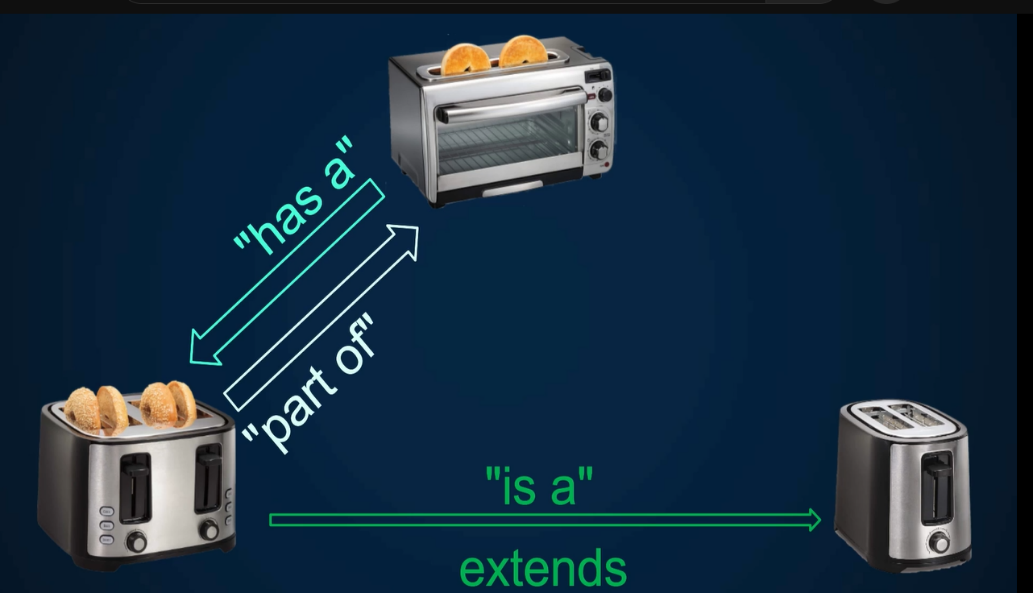 "has a"
"part of"
"is a"
extends